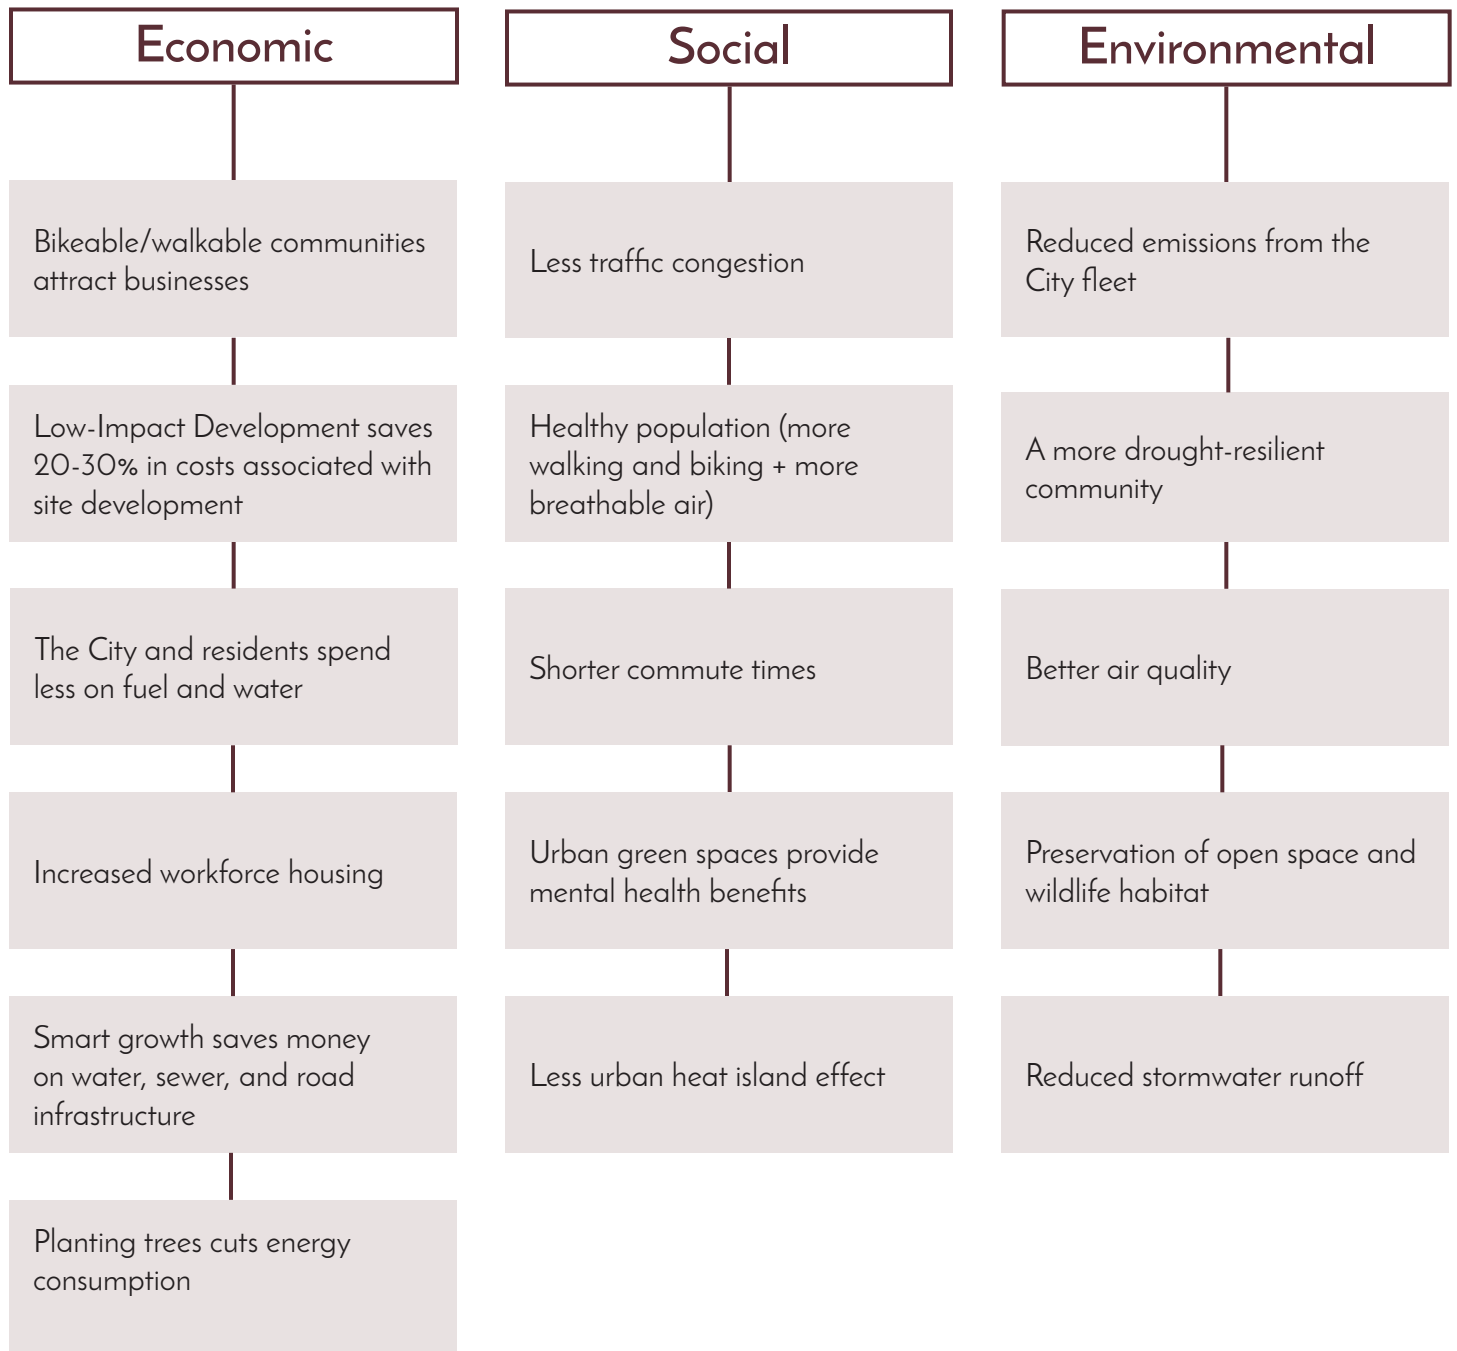 Economic
Bikeable/walkable communities
attract businesses
Low-Impact Development saves
20-30% in costs associated with
site development
The City and residents spend
less on fuel and water
Increased workforce housing
Smart growth saves money
on water, sewer, and road
infrastructure
Planting trees cuts energy
consumption
Social
Less traffic congestion
Healthy population (more
walking and biking + more
breathable air)
Shorter commute times
Urban green spaces provide
mental health benefits
Less urban heat island effect
Environmental
Reduced emissions from the
City fleet
A more drought-resilient
community
Better air quality
Preservation of open space and
wildlife habitat
Reduced stormwater runoff